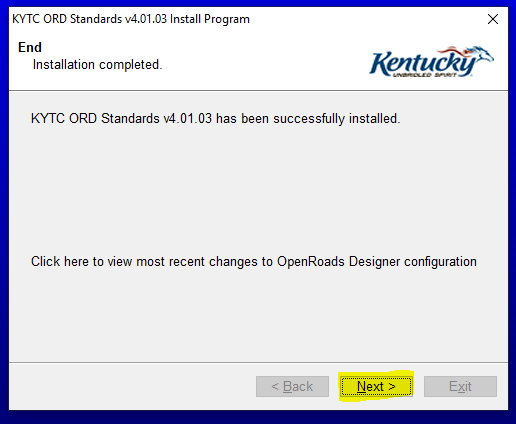 KYTC ORD Standards v4.01.03 Install Program
End
Installation completed.
Kentucky
UNBRIDLED SPIRIT
KYTC ORD Standards v4.01.03 has been successfully installed.
Click here to view most recent changes to OpenRoads Designer configuration
< Back Next > Exit